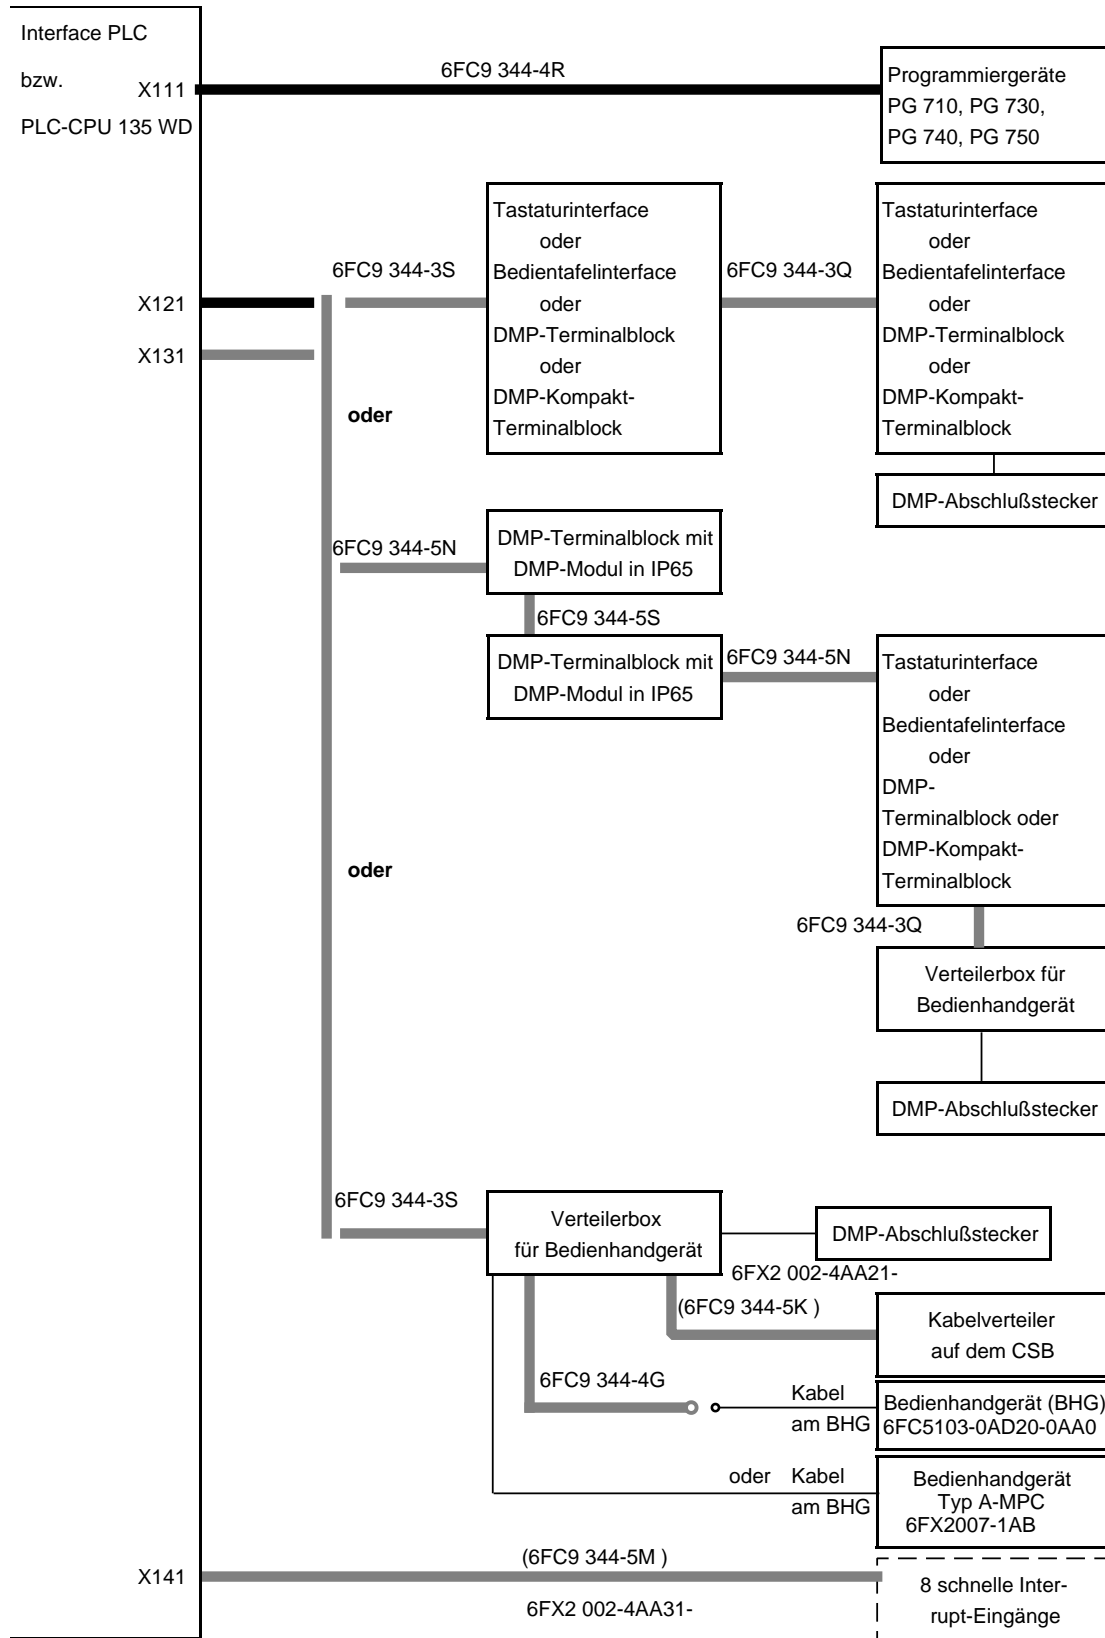 Interface PLC
bzw.
X111
PLC-CPU 135 WD
6FC9 344-4R
Programmiergeräte
PG 710, PG 730,
PG 740, PG 750
X121
X131
6FC9 344-3S
Tastaturinterface
oder
Bedientafelinterface
oder
DMP-Terminalblock
oder
DMP-Kompakt-
Terminalblock
6FC9 344-3Q
Tastaturinterface
oder
Bedientafelinterface
oder
DMP-Terminalblock
oder
DMP-Kompakt-
Terminalblock
DMP-Abschlußstecker
oder
6FC9 344-5N
DMP-Terminalblock mit
DMP-Modul in IP65
6FC9 344-5S
DMP-Terminalblock mit
DMP-Modul in IP65
6FC9 344-5N
Tastaturinterface
oder
Bedientafelinterface
oder
DMP-
Terminalblock oder
DMP-Kompakt-
Terminalblock
6FC9 344-3Q
Verteilerbox für
Bedienhandgerät
DMP-Abschlußstecker
oder
6FC9 344-3S
Verteilerbox
für Bedienhandgerät
DMP-Abschlußstecker
6FX2 002-4AA21-
(6FC9 344-5K )
Kabelverteiler
auf dem CSB
6FC9 344-4G
Kabel
am BHG
Bedienhandgerät (BHG)
6FC5103-0AD20-0AA0
oder Kabel
am BHG
Bedienhandgerät
Typ A-MPC
6FX2007-1AB
X141
(6FC9 344-5M )
6FX2 002-4AA31-
8 schnelle Inter-
rupt-Eingänge